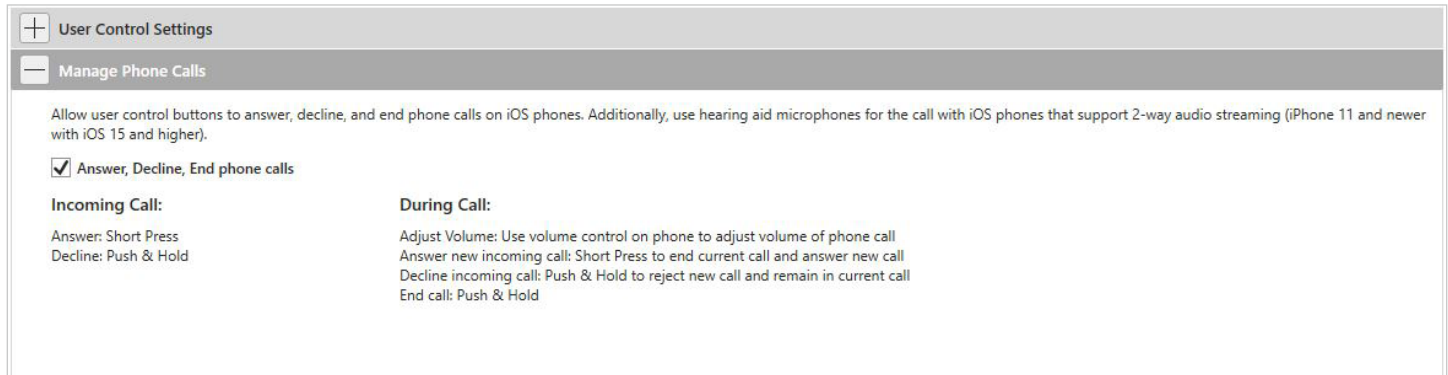 User Control Settings
Manage Phone Calls
Allow user control buttons to answer, decline, and end phone calls on iOS phones. Additionally, use hearing aid microphones for the call with iOS phones that support 2-way audio streaming (iPhone 11 and newer
with iOS 15 and higher).
Answer, Decline, End phone calls
Incoming Call:
Answer: Short Press
Decline: Push & Hold
During Call:
Adjust Volume: Use volume control on phone to adjust volume of phone call
Answer new incoming call: Short Press to end current call and answer new call
Decline incoming call: Push & Hold to reject new call and remain in current call
End call: Push & Hold